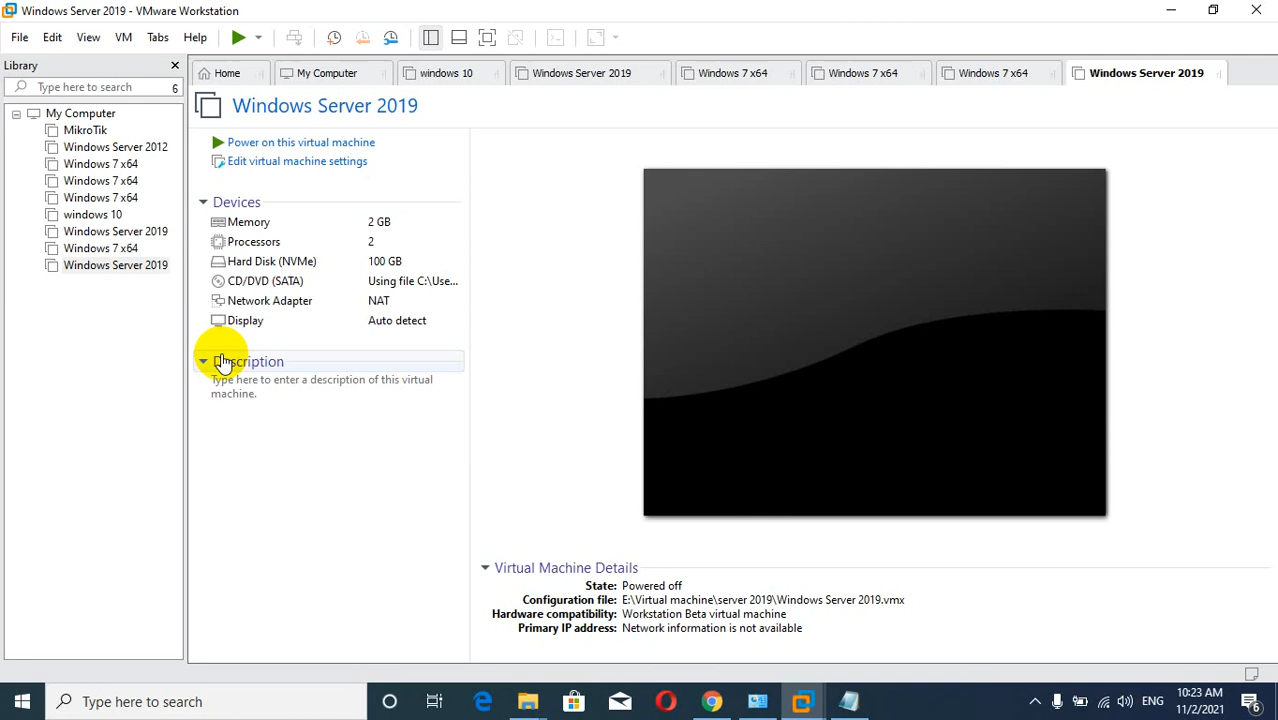 Windows Server 2019 - VMware Workstation
File Edit View VM Tabs Help
Library
Type here to search 6
My Computer
MikroTik
Windows Server 2012
Windows 7 x64
Windows 7 x64
Windows 7 x64
windows 10
Windows Server 2019
Windows 7 x64
Windows Server 2019
Home My Computer windows 10 Windows Server 2019 Windows 7 x64 Windows 7 x64 Windows 7 x64 Windows Server 2019
Windows Server 2019
Power on this virtual machine
Edit virtual machine settings
Devices
Memory 2 GB
Processors 2
Hard Disk (NVMe) 100 GB
CD/DVD (SATA) Using file C:\Use...
Network Adapter NAT
Display Auto detect
Description
Type here to enter a description of this virtual
machine.
Virtual Machine Details
State: Powered off
Configuration file: E:\Virtual machine\server 2019\Windows Server 2019.vmx
Hardware compatibility: Workstation Beta virtual machine
Primary IP address: Network information is not available
Type here to search
ENG
10:23 AM
11/2/2021
6